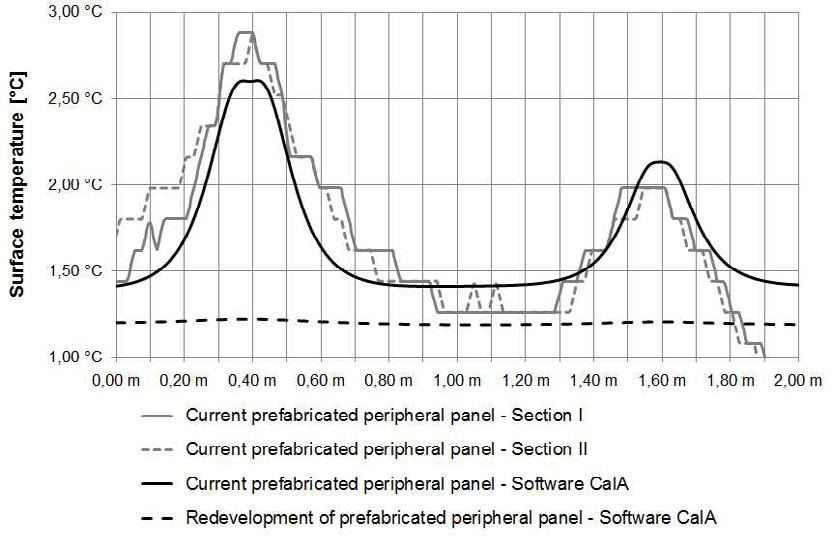 Surface temperature [°C]
3,00 °C
2,50 °C
2,00 °C
1,50 °C
1,00 °C
0,00 m 0,20 m 0,40 m 0,60 m 0,80 m 1,00 m 1,20 m 1,40 m 1,60 m 1,80 m 2,00 m
Current prefabricated peripheral panel - Section I
Current prefabricated peripheral panel - Section II
Current prefabricated peripheral panel - Software CalA
Redevelopment of prefabricated peripheral panel - Software CalA